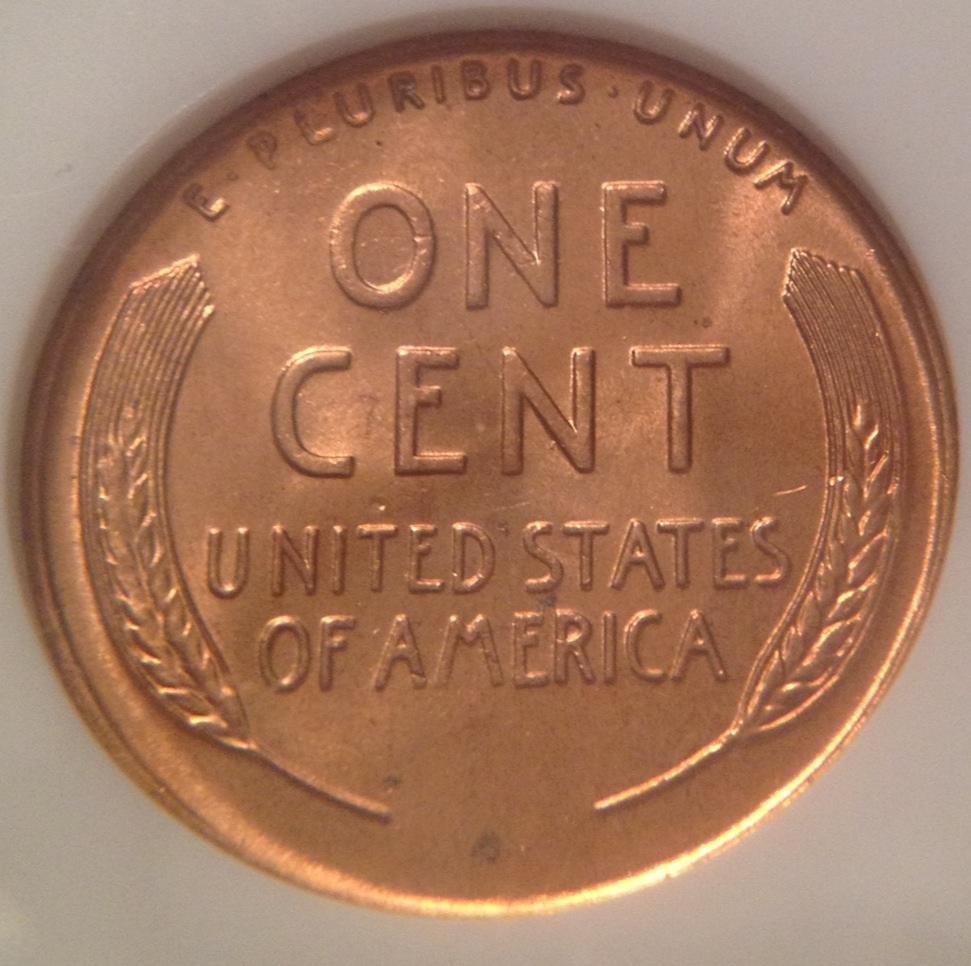 E · PLURIBUS · UNUM
ONE
CENT
UNITED STATES
OF AMERICA